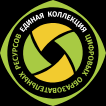 ЕДИНАЯ КОЛЛЕКЦИЯ
ЦИФРОВЫХ ОБРАЗОВАТЕЛЬНЫХ РЕСУРСОВ